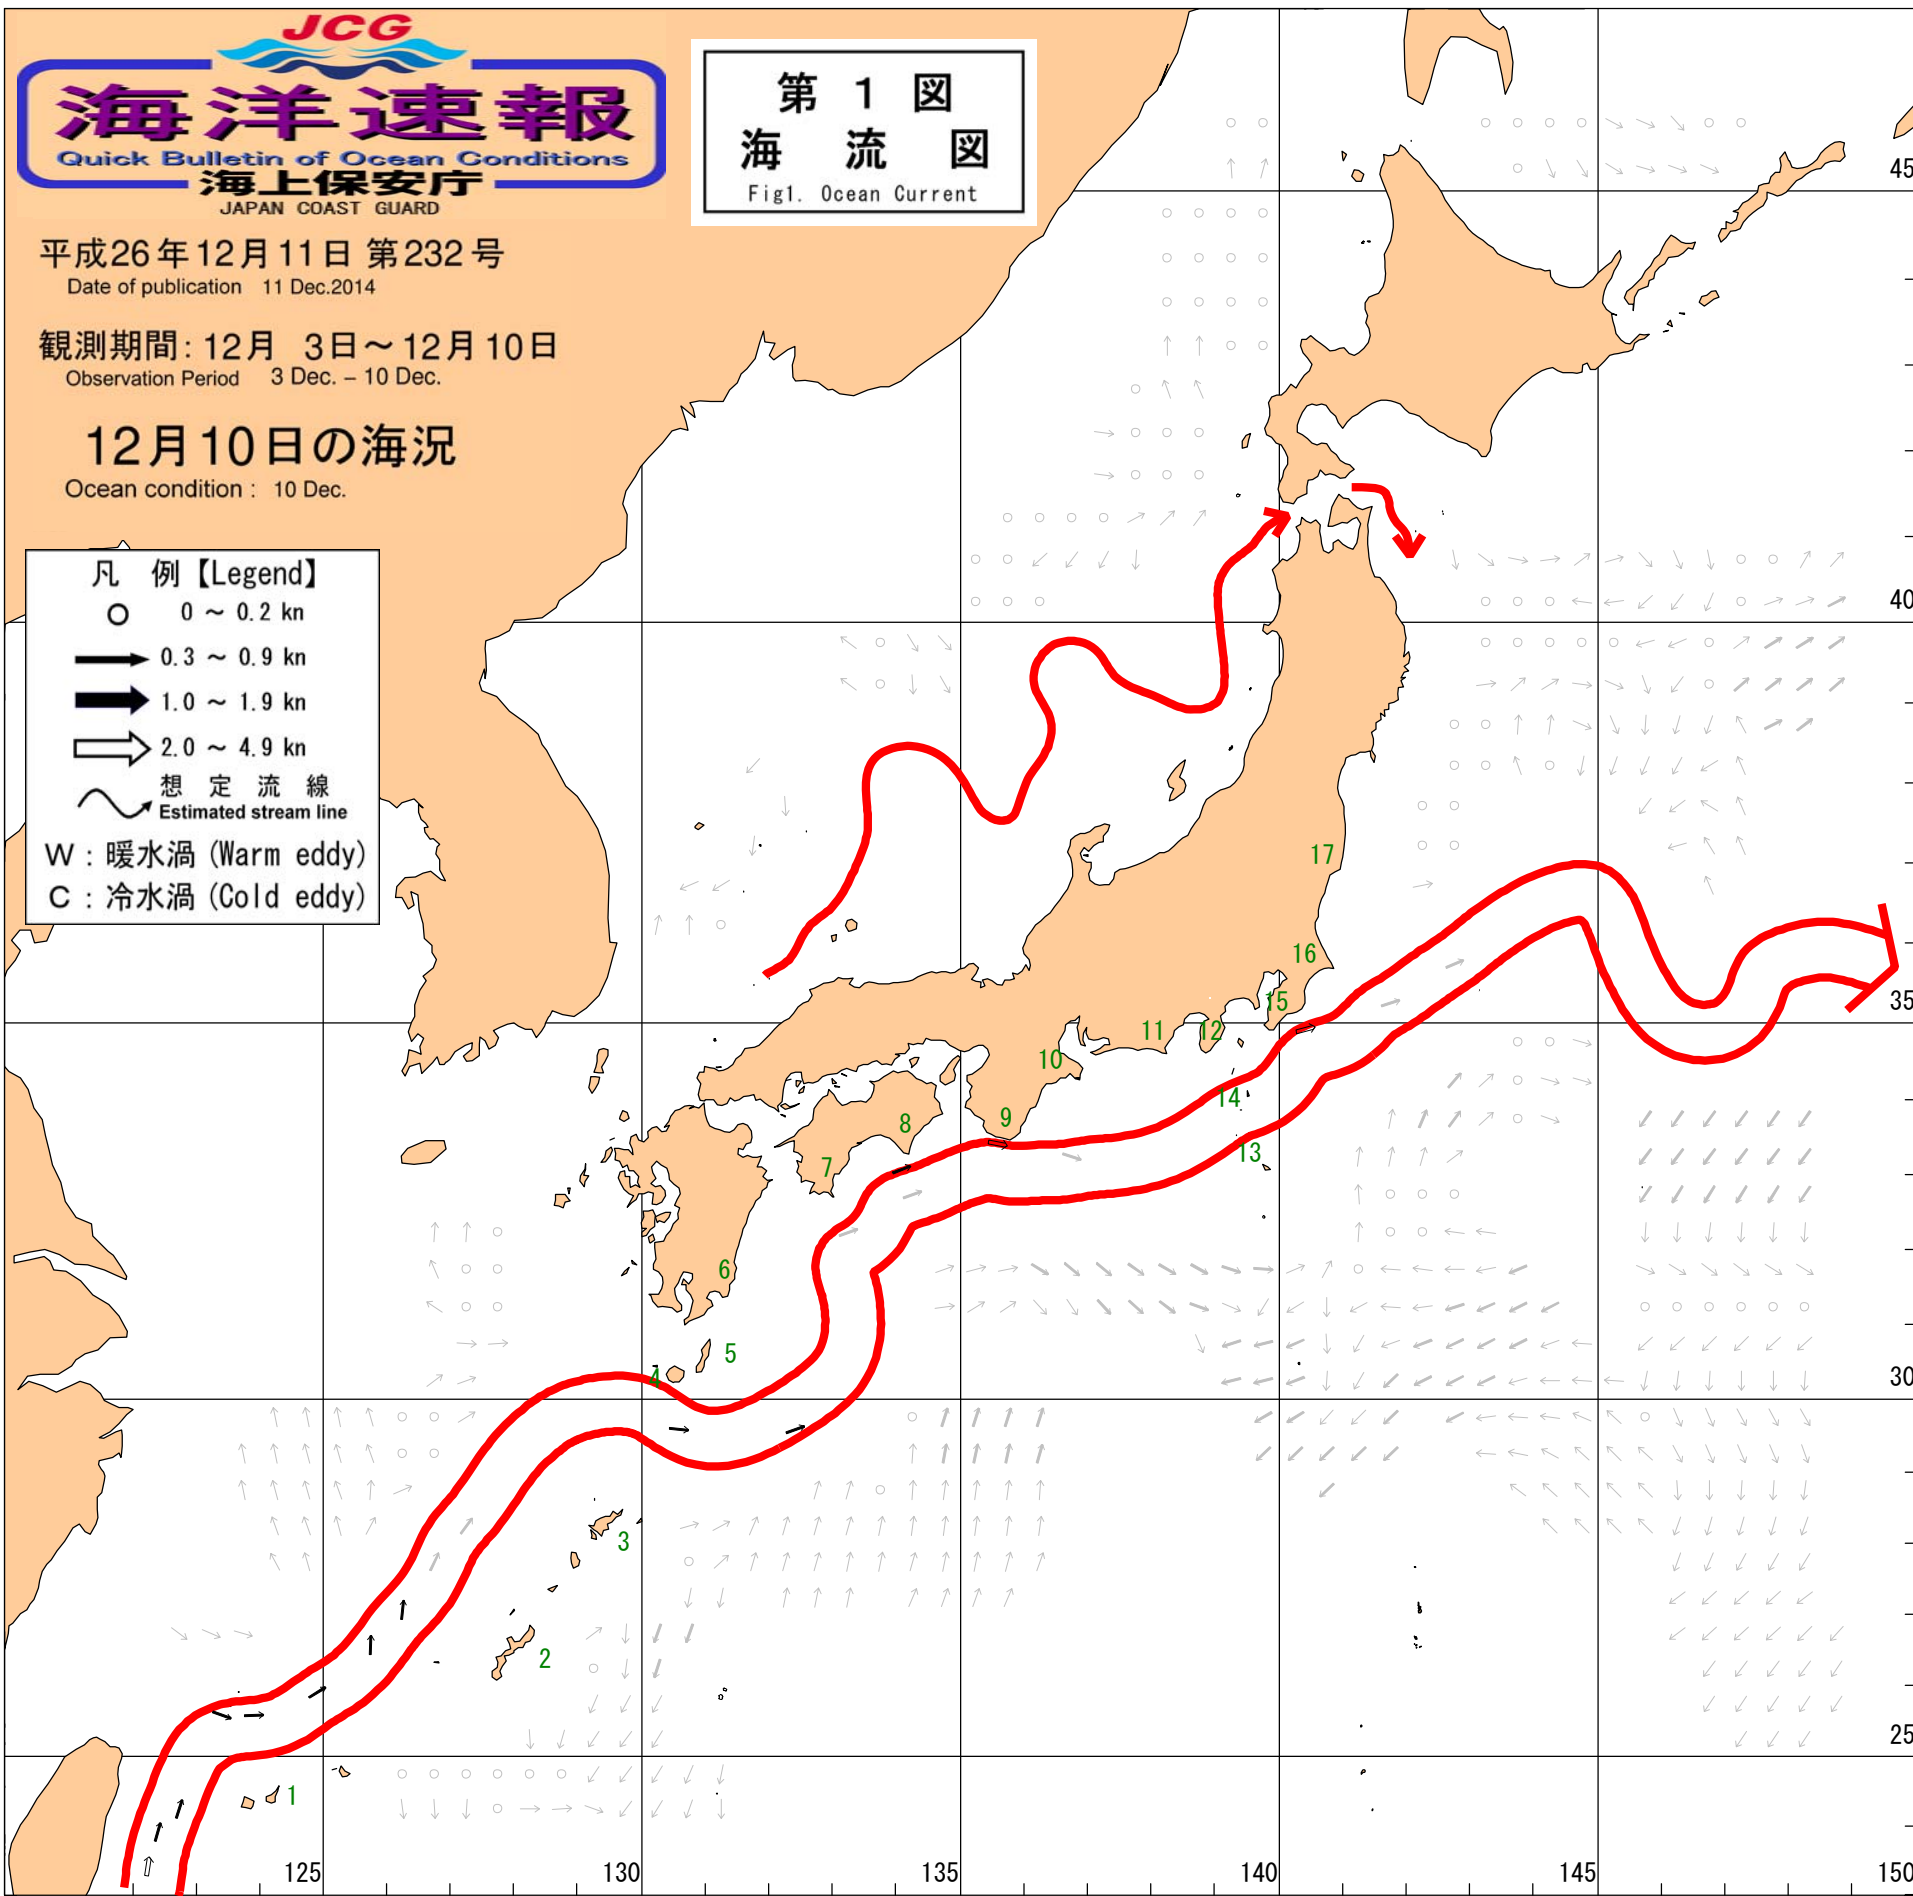 JCG
海洋速報
Quick Bulletin of Ocean Conditions
海上保安庁
JAPAN COAST GUARD
平成26年12月11日 第232号
Date of publication 11 Dec.2014
観測期間: 12月 3日～12月10日
Observation Period 3 Dec. – 10 Dec.
12月10日の海況
Ocean condition : 10 Dec.
第 1 図
海 流 図
Fig1. Ocean Current
凡 例【Legend】
0 ～ 0.2 kn
0.3 ～ 0.9 kn
1.0 ～ 1.9 kn
2.0 ～ 4.9 kn
想 定 流 線
Estimated stream line
W : 暖水渦 (Warm eddy)
C : 冷水渦 (Cold eddy)
45
40
17
16
35
15
12
11
10
14
9
8
13
7
6
5
4
30
3
2
25
1
125
130
135
140
145
150